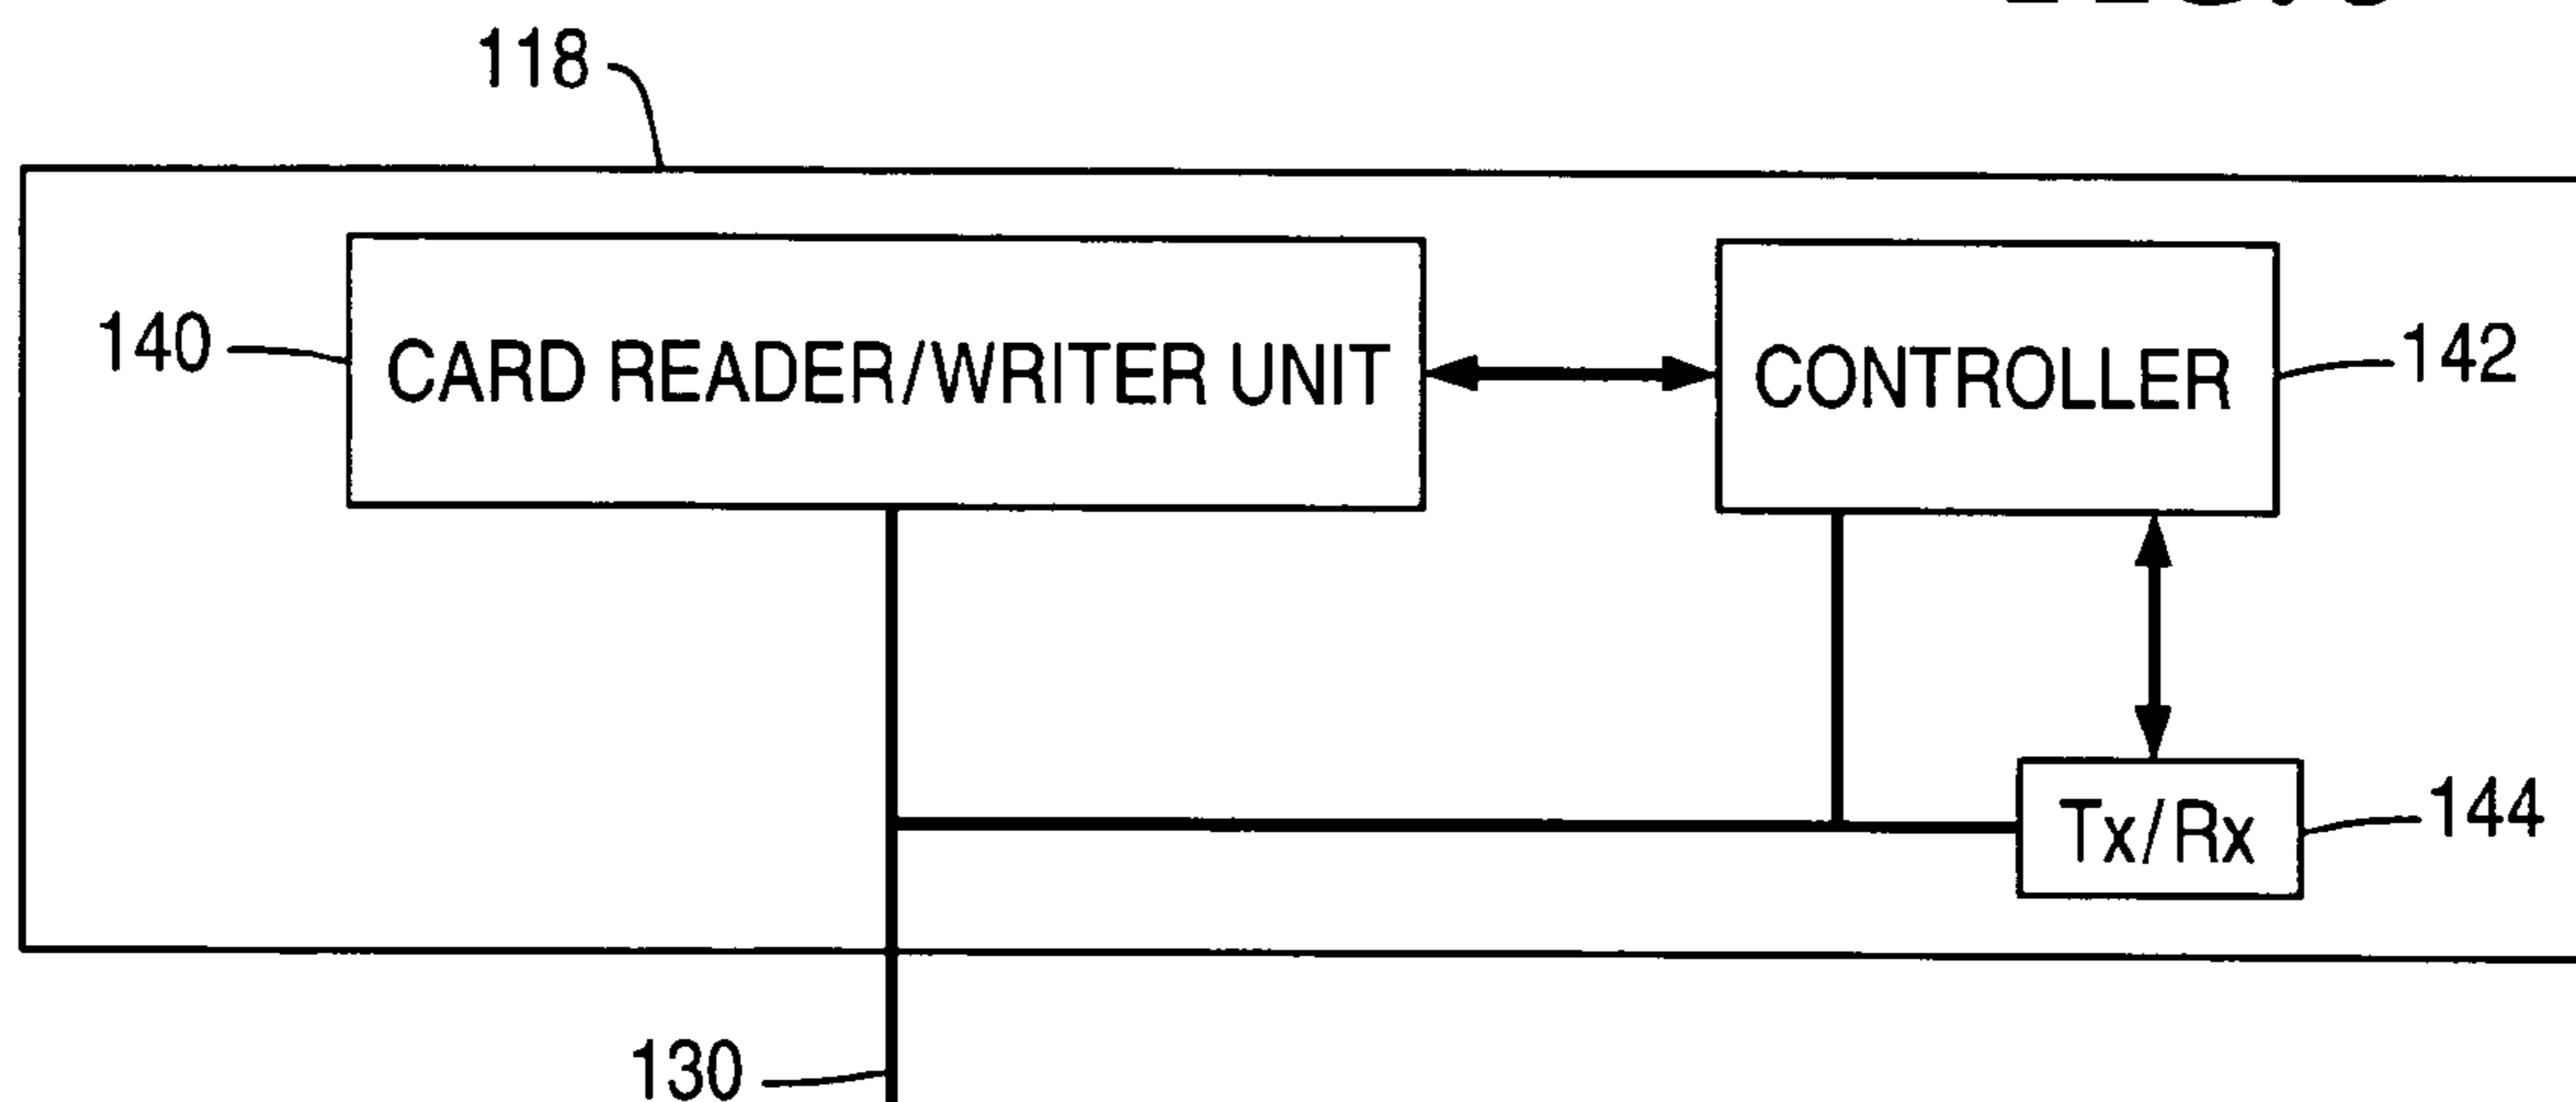 118
140 CARD READER/WRITER UNIT CONTROLLER 142
Tx/Rx 144
130